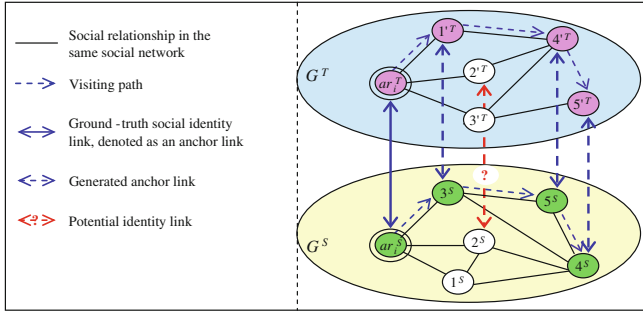 Social relationship in the
same social network
Visiting path
Ground-truth social identity
link, denoted as an anchor link
Generated anchor link
? Potential identity link
G^T
1'^T
4'^T
2'^T
ar_i^T
5'^T
3'^T
?
3^S
5^S
G^S
ar_i^S
2^S
4^S
1^S